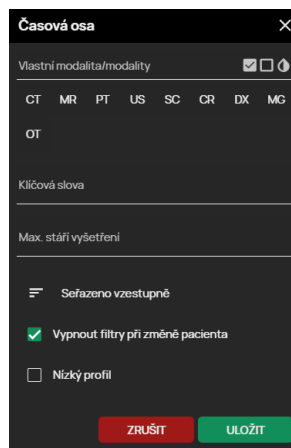 Časová osa
Vlastní modalita/modality
CT MR PT US SC CR DX MG
OT
Klíčová slova
Max. stáří vyšetření
Seřazeno vzestupně
Vypnout filtry při změně pacienta
Nízký profil
ZRUŠIT ULOŽIT